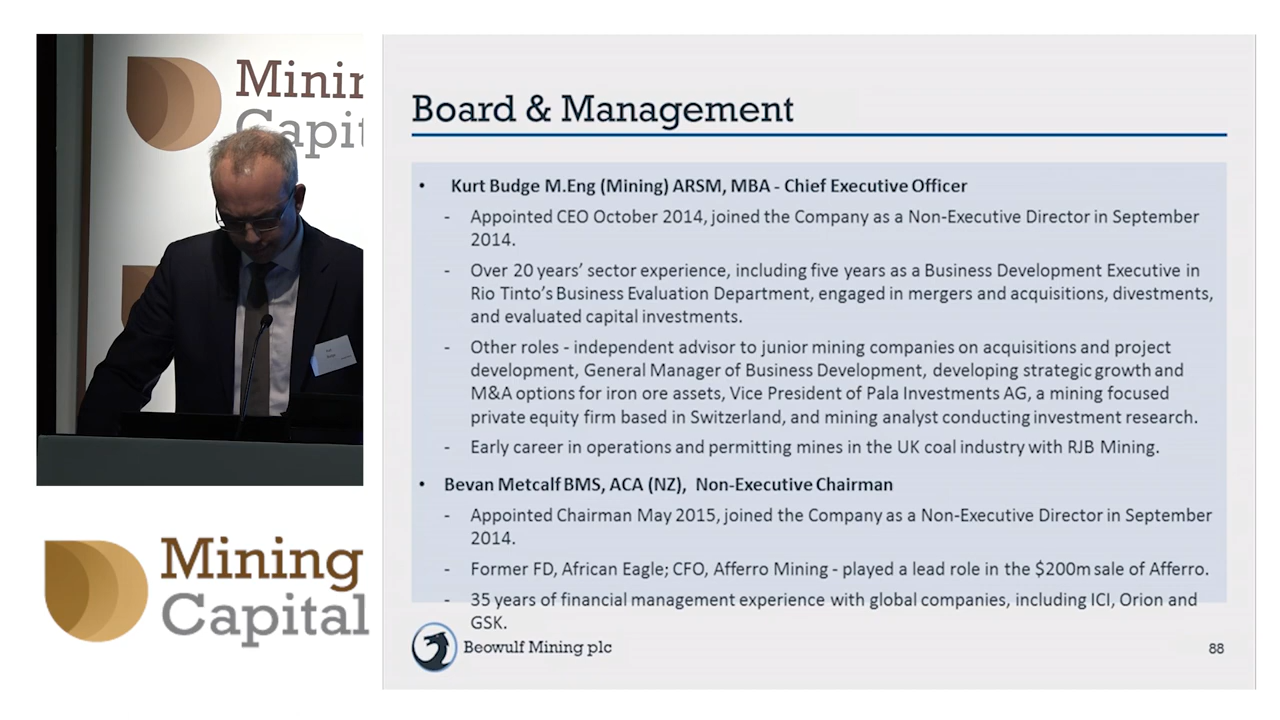 Minin
Capit
Mining
Capital
Board & Management
• Kurt Budge M.Eng (Mining) ARSM, MBA - Chief Executive Officer
- Appointed CEO October 2014, joined the Company as a Non-Executive Director in September
2014.
- Over 20 years’ sector experience, including five years as a Business Development Executive in
Rio Tinto’s Business Evaluation Department, engaged in mergers and acquisitions, divestments,
and evaluated capital investments.
- Other roles - independent advisor to junior mining companies on acquisitions and project
development, General Manager of Business Development, developing strategic growth and
M&A options for iron ore assets, Vice President of Pala Investments AG, a mining focused
private equity firm based in Switzerland, and mining analyst conducting investment research.
- Early career in operations and permitting mines in the UK coal industry with RJB Mining.
• Bevan Metcalf BMS, ACA (NZ), Non-Executive Chairman
- Appointed Chairman May 2015, joined the Company as a Non-Executive Director in September
2014.
- Former FD, African Eagle; CFO, Afferro Mining - played a lead role in the $200m sale of Afferro.
- 35 years of financial management experience with global companies, including ICI, Orion and
GSK.
Beowulf Mining plc
88